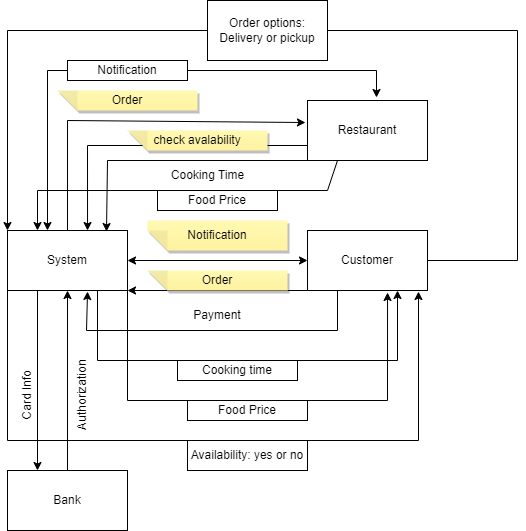 Order options:
Delivery or pickup
Notification
Order
Restaurant
check avalability
Cooking Time
Food Price
Notification
System
Customer
Order
Payment
Cooking time
Card Info
Authorization
Food Price
Availability: yes or no
Bank